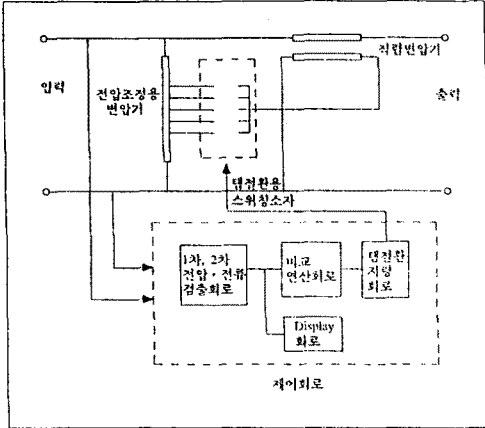 직렬변압기
입력
전압조정용
변압기
출력
탭전환용
스위칭소자
1차, 2차
전압·전류
검출회로
비교
연산회로
탭전환
지령
회로
Display
회로
제어회로